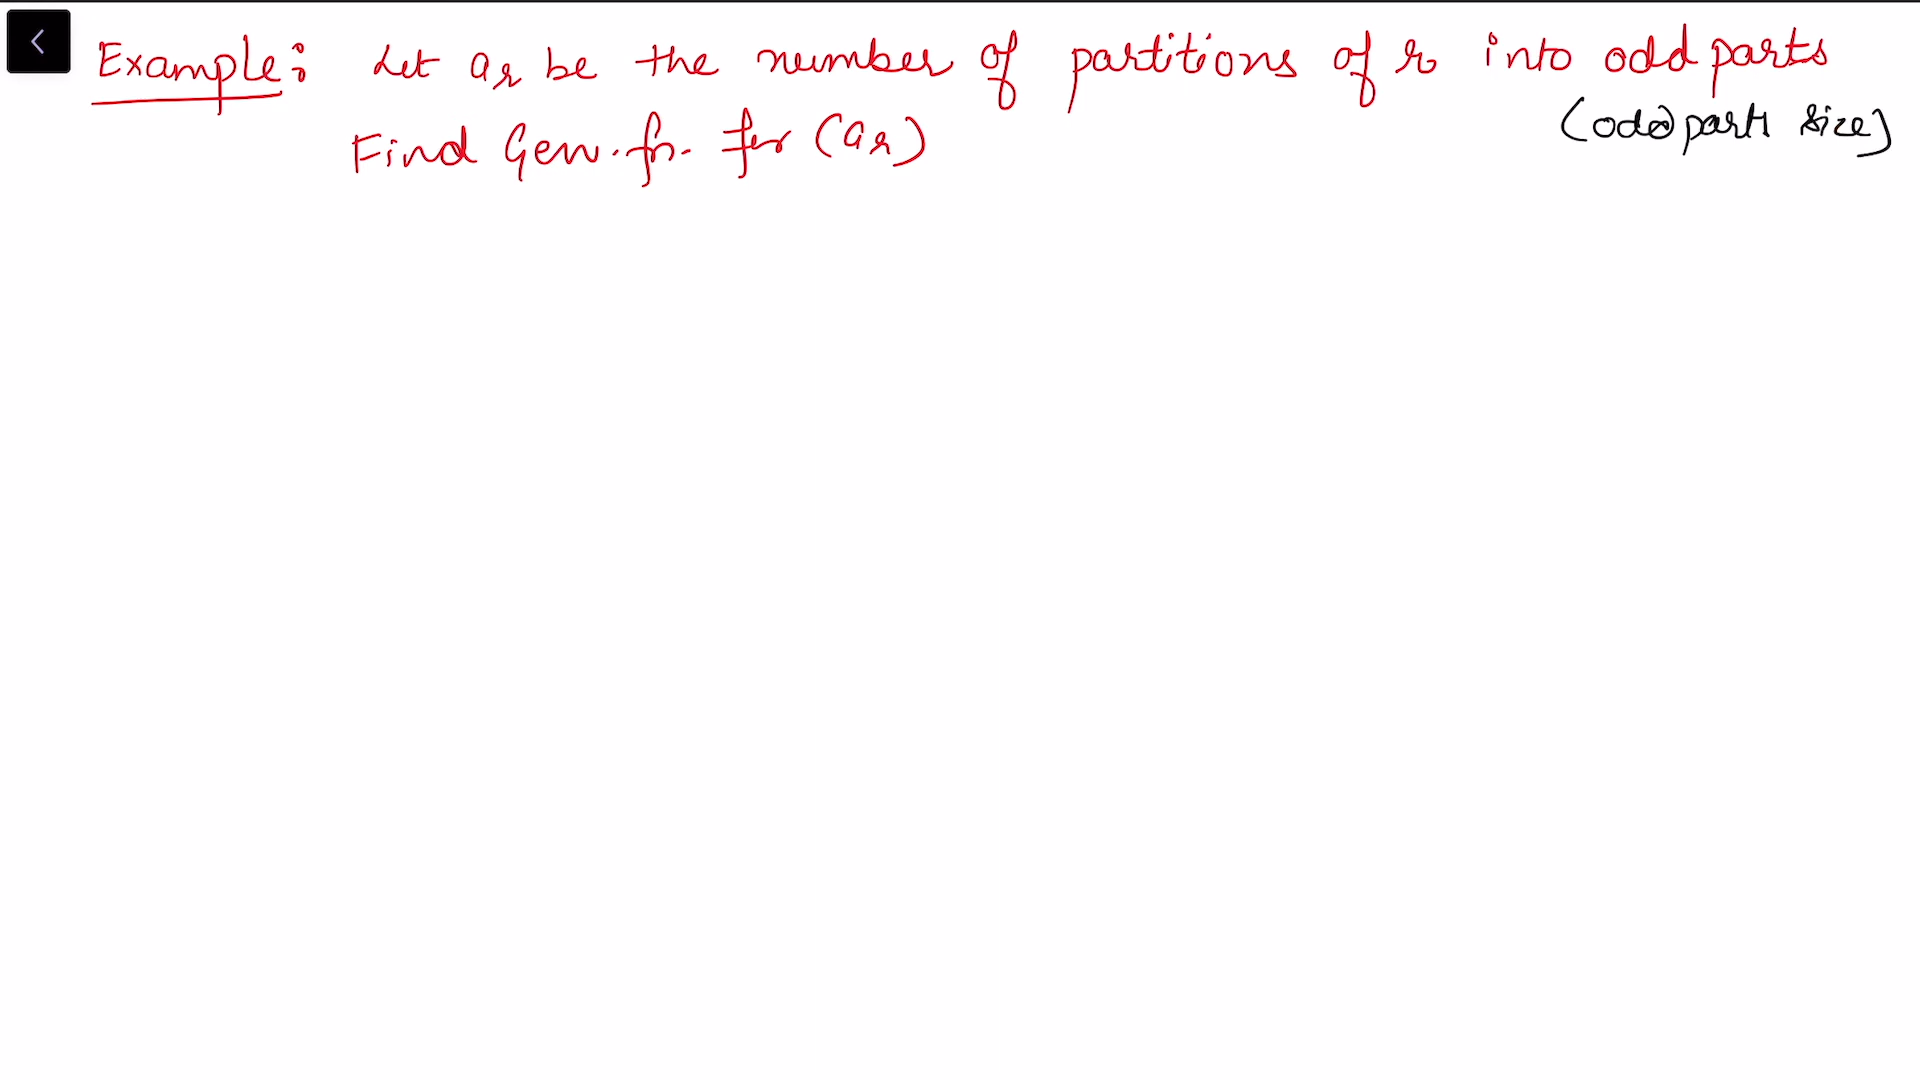 Example: Let ar be the number of partitions of r into odd parts
(odd part size)
Find Gen. fn. for (ar)